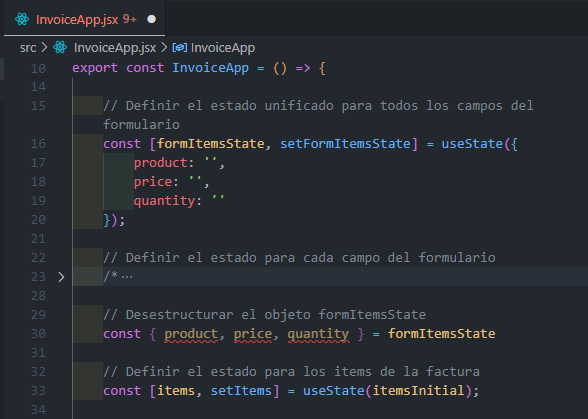 InvoiceApp.jsx 9+
src > InvoiceApp.jsx > InvoiceApp
10 export const InvoiceApp = () => {
14
15 // Definir el estado unificado para todos los campos del
formulario
16 const [formItemsState, setFormItemsState] = useState({
17 product: '',
18 price: '',
19 quantity: ''
20 });
21
22 // Definir el estado para cada campo del formulario
23 /*···
28
29 // Desestructurar el objeto formItemsState
30 const { product, price, quantity } = formItemsState
31
32 // Definir el estado para los items de la factura
33 const [items, setItems] = useState(itemsInitial);
34